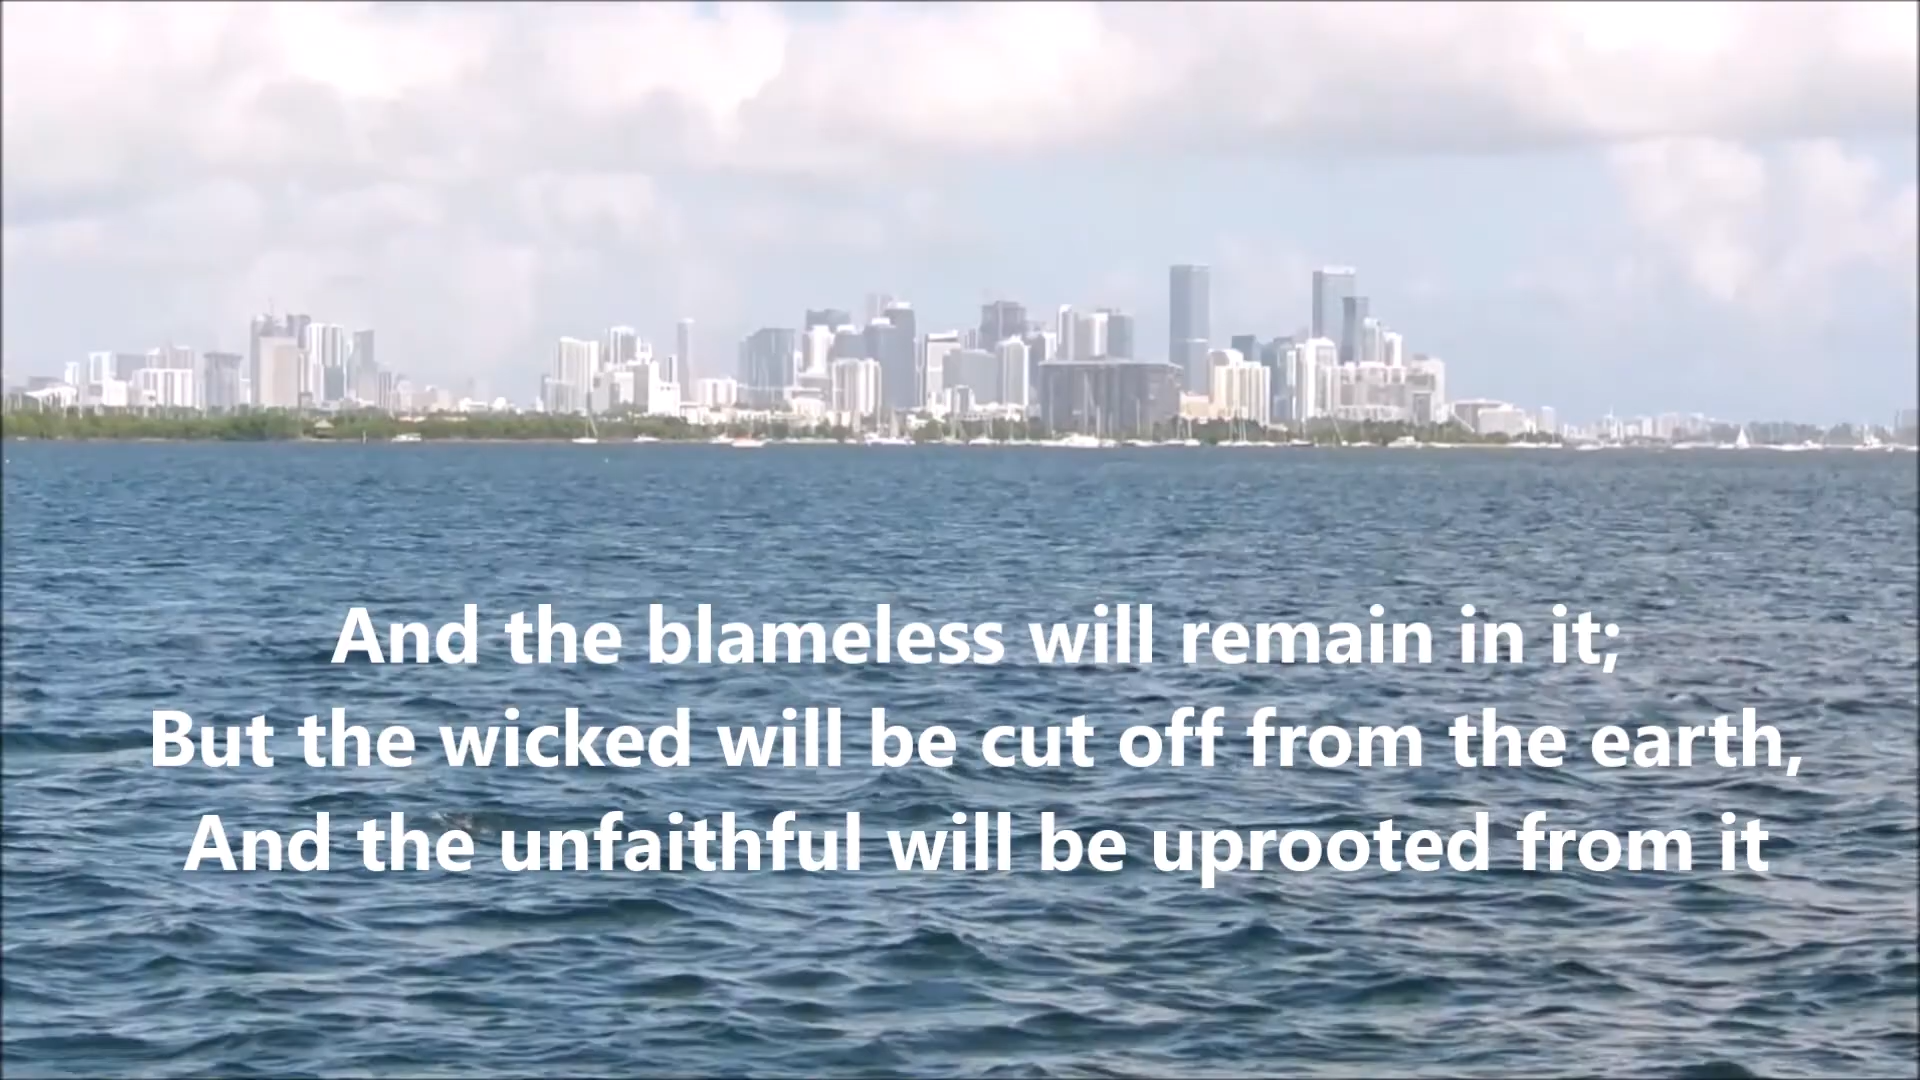 And the blameless will remain in it;
But the wicked will be cut off from the earth,
And the unfaithful will be uprooted from it